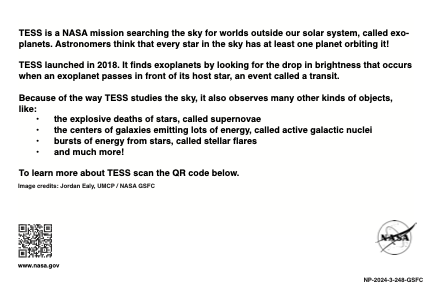 TESS is a NASA mission searching the sky for worlds outside our solar system, called exo-
planets. Astronomers think that every star in the sky has at least one planet orbiting it!
TESS launched in 2018. It finds exoplanets by looking for the drop in brightness that occurs
when an exoplanet passes in front of its host star, an event called a transit.
Because of the way TESS studies the sky, it also observes many other kinds of objects,
like:
• the explosive deaths of stars, called supernovae
• the centers of galaxies emitting lots of energy, called active galactic nuclei
• bursts of energy from stars, called stellar flares
• and much more!
To learn more about TESS scan the QR code below.
Image credits: Jordan Ealy, UMCP / NASA GSFC
NASA
www.nasa.gov
NP-2024-3-248-GSFC